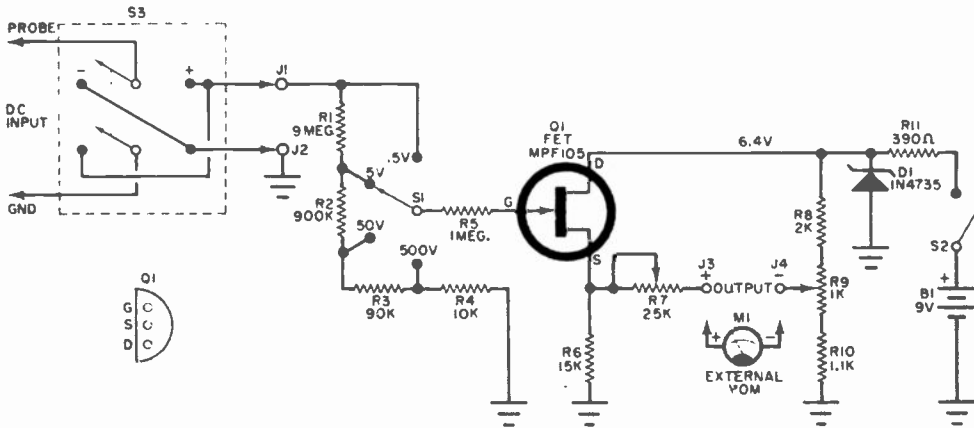 S3
PROBE
-
+
DC
INPUT
GND
J1
J2
R1
9MEG
.5V
5V
S1
R2
900K
50V
500V
R3
90K
R4
10K
R5
1MEG.
Q1
FET
MPF105
D
G
S
6.4V
R11
390Ω
D1
1N4735
R8
2K
S2
J3
+
OUTPUT
J4
-
R7
25K
R9
1K
+
B1
9V
M1
+
-
EXTERNAL
VOM
R6
15K
R10
1.1K
Q1
G
S
D